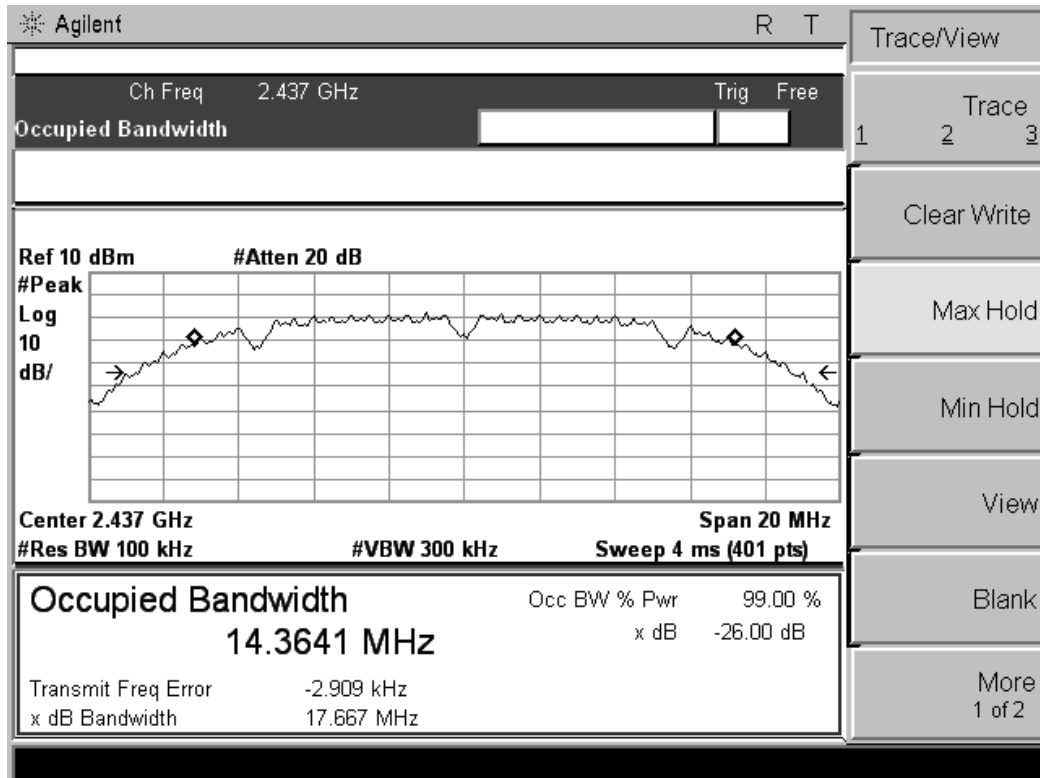 Agilent R T
Trace/View
Ch Freq 2.437 GHz Trig Free
Occupied Bandwidth
Trace
1 2 3
Clear Write
Max Hold
Min Hold
View
Blank
More
1 of 2
Ref 10 dBm #Atten 20 dB
#Peak
Log
10
dB/
Center 2.437 GHz Span 20 MHz
#Res BW 100 kHz #VBW 300 kHz Sweep 4 ms (401 pts)
Occupied Bandwidth Occ BW % Pwr 99.00 %
14.3641 MHz x dB -26.00 dB
Transmit Freq Error -2.909 kHz
x dB Bandwidth 17.667 MHz